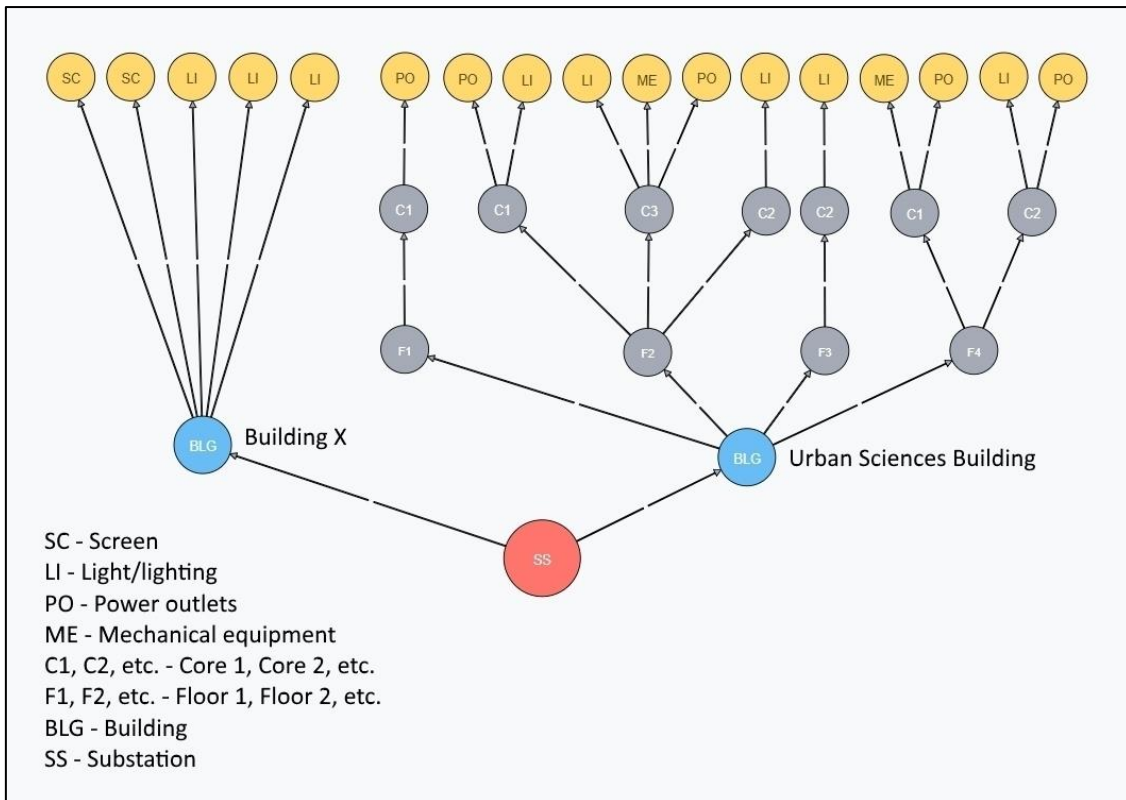 SC SC LI LI LI PO PO LI LI ME PO LI LI ME PO LI PO
C1 C1 C3 C2 C2 C1 C2
F1 F2 F3 F4
BLG Building X BLG Urban Sciences Building
SS
SC - Screen
LI - Light/lighting
PO - Power outlets
ME - Mechanical equipment
C1, C2, etc. - Core 1, Core 2, etc.
F1, F2, etc. - Floor 1, Floor 2, etc.
BLG - Building
SS - Substation